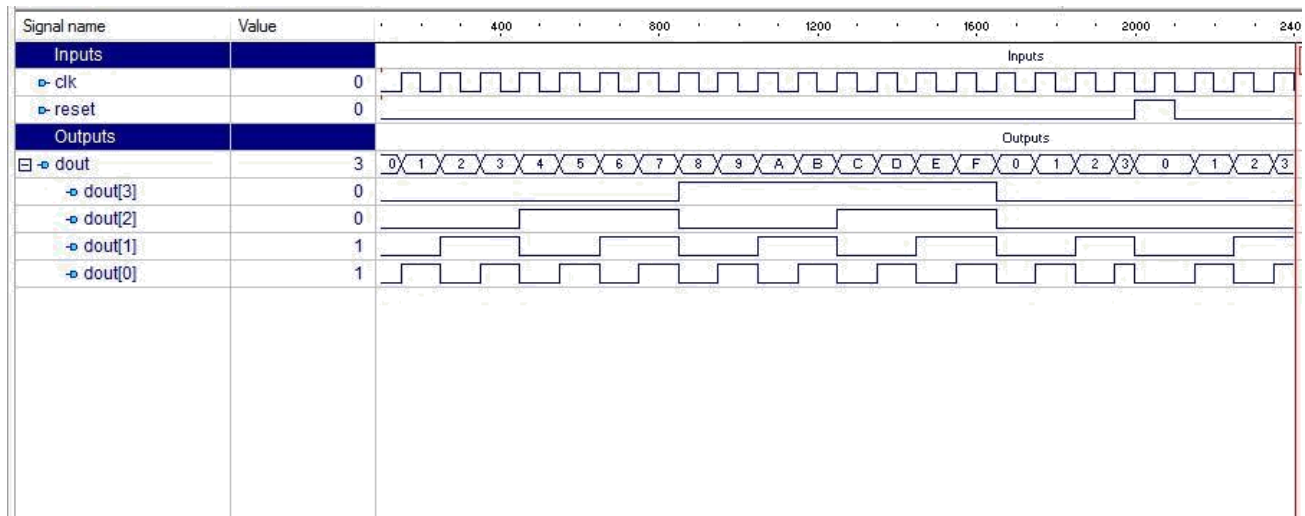 Signal name Value 400 800 1200 1600 2000 240
Inputs Inputs
clk 0
reset 0
Outputs Outputs
dout 3 0 1 2 3 4 5 6 7 8 9 A B C D E F 0 1 2 3 0 1 2 3
dout[3] 0
dout[2] 0
dout[1] 1
dout[0] 1